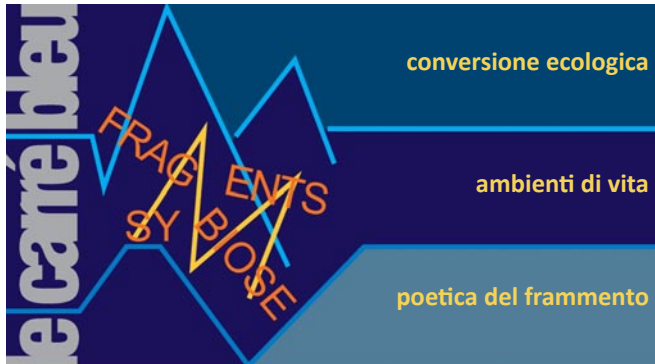 le carré bleu
FRAGMENTS
SYMBIOSE
conversione ecologica
ambienti di vita
poetica del frammento